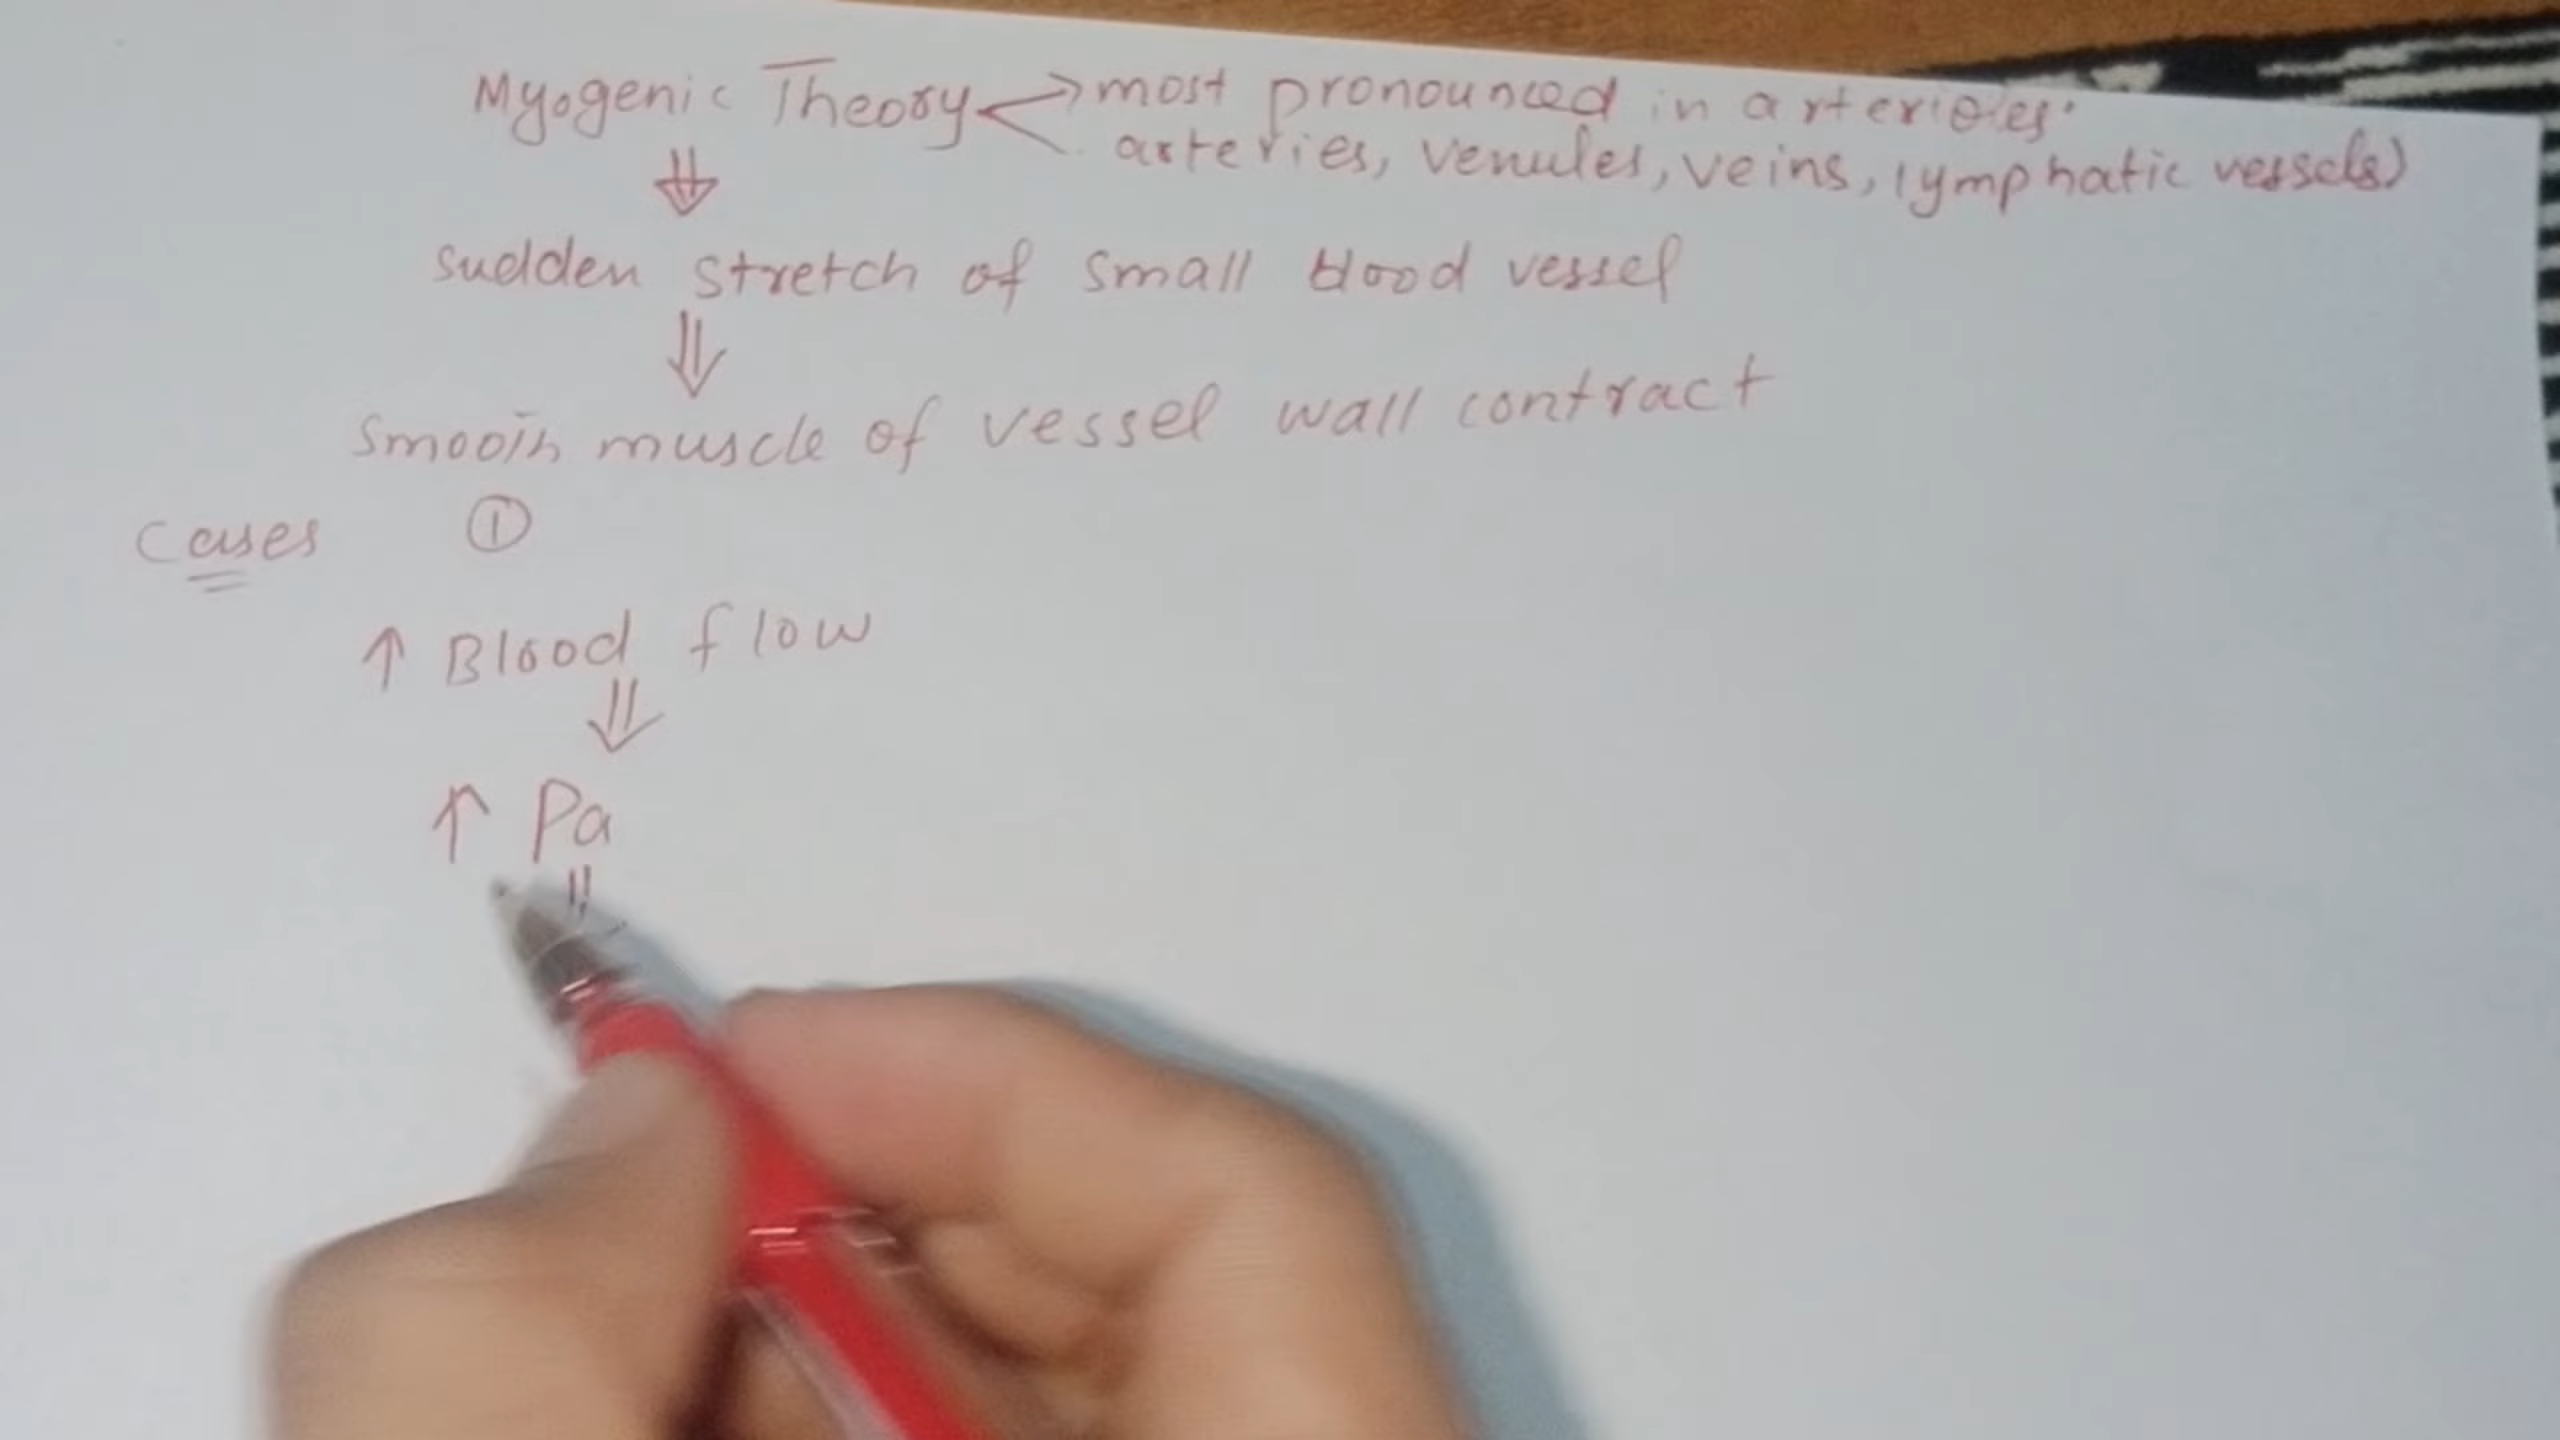 Myogenic Theory <-> most pronounced in arterioles.
arteries, venules, veins, lymphatic vessels)
⇓
sudden stretch of small blood vessel
⇓
smooth muscle of vessel wall contract
Cases ①
↑ Blood flow
⇓
↑ Pa